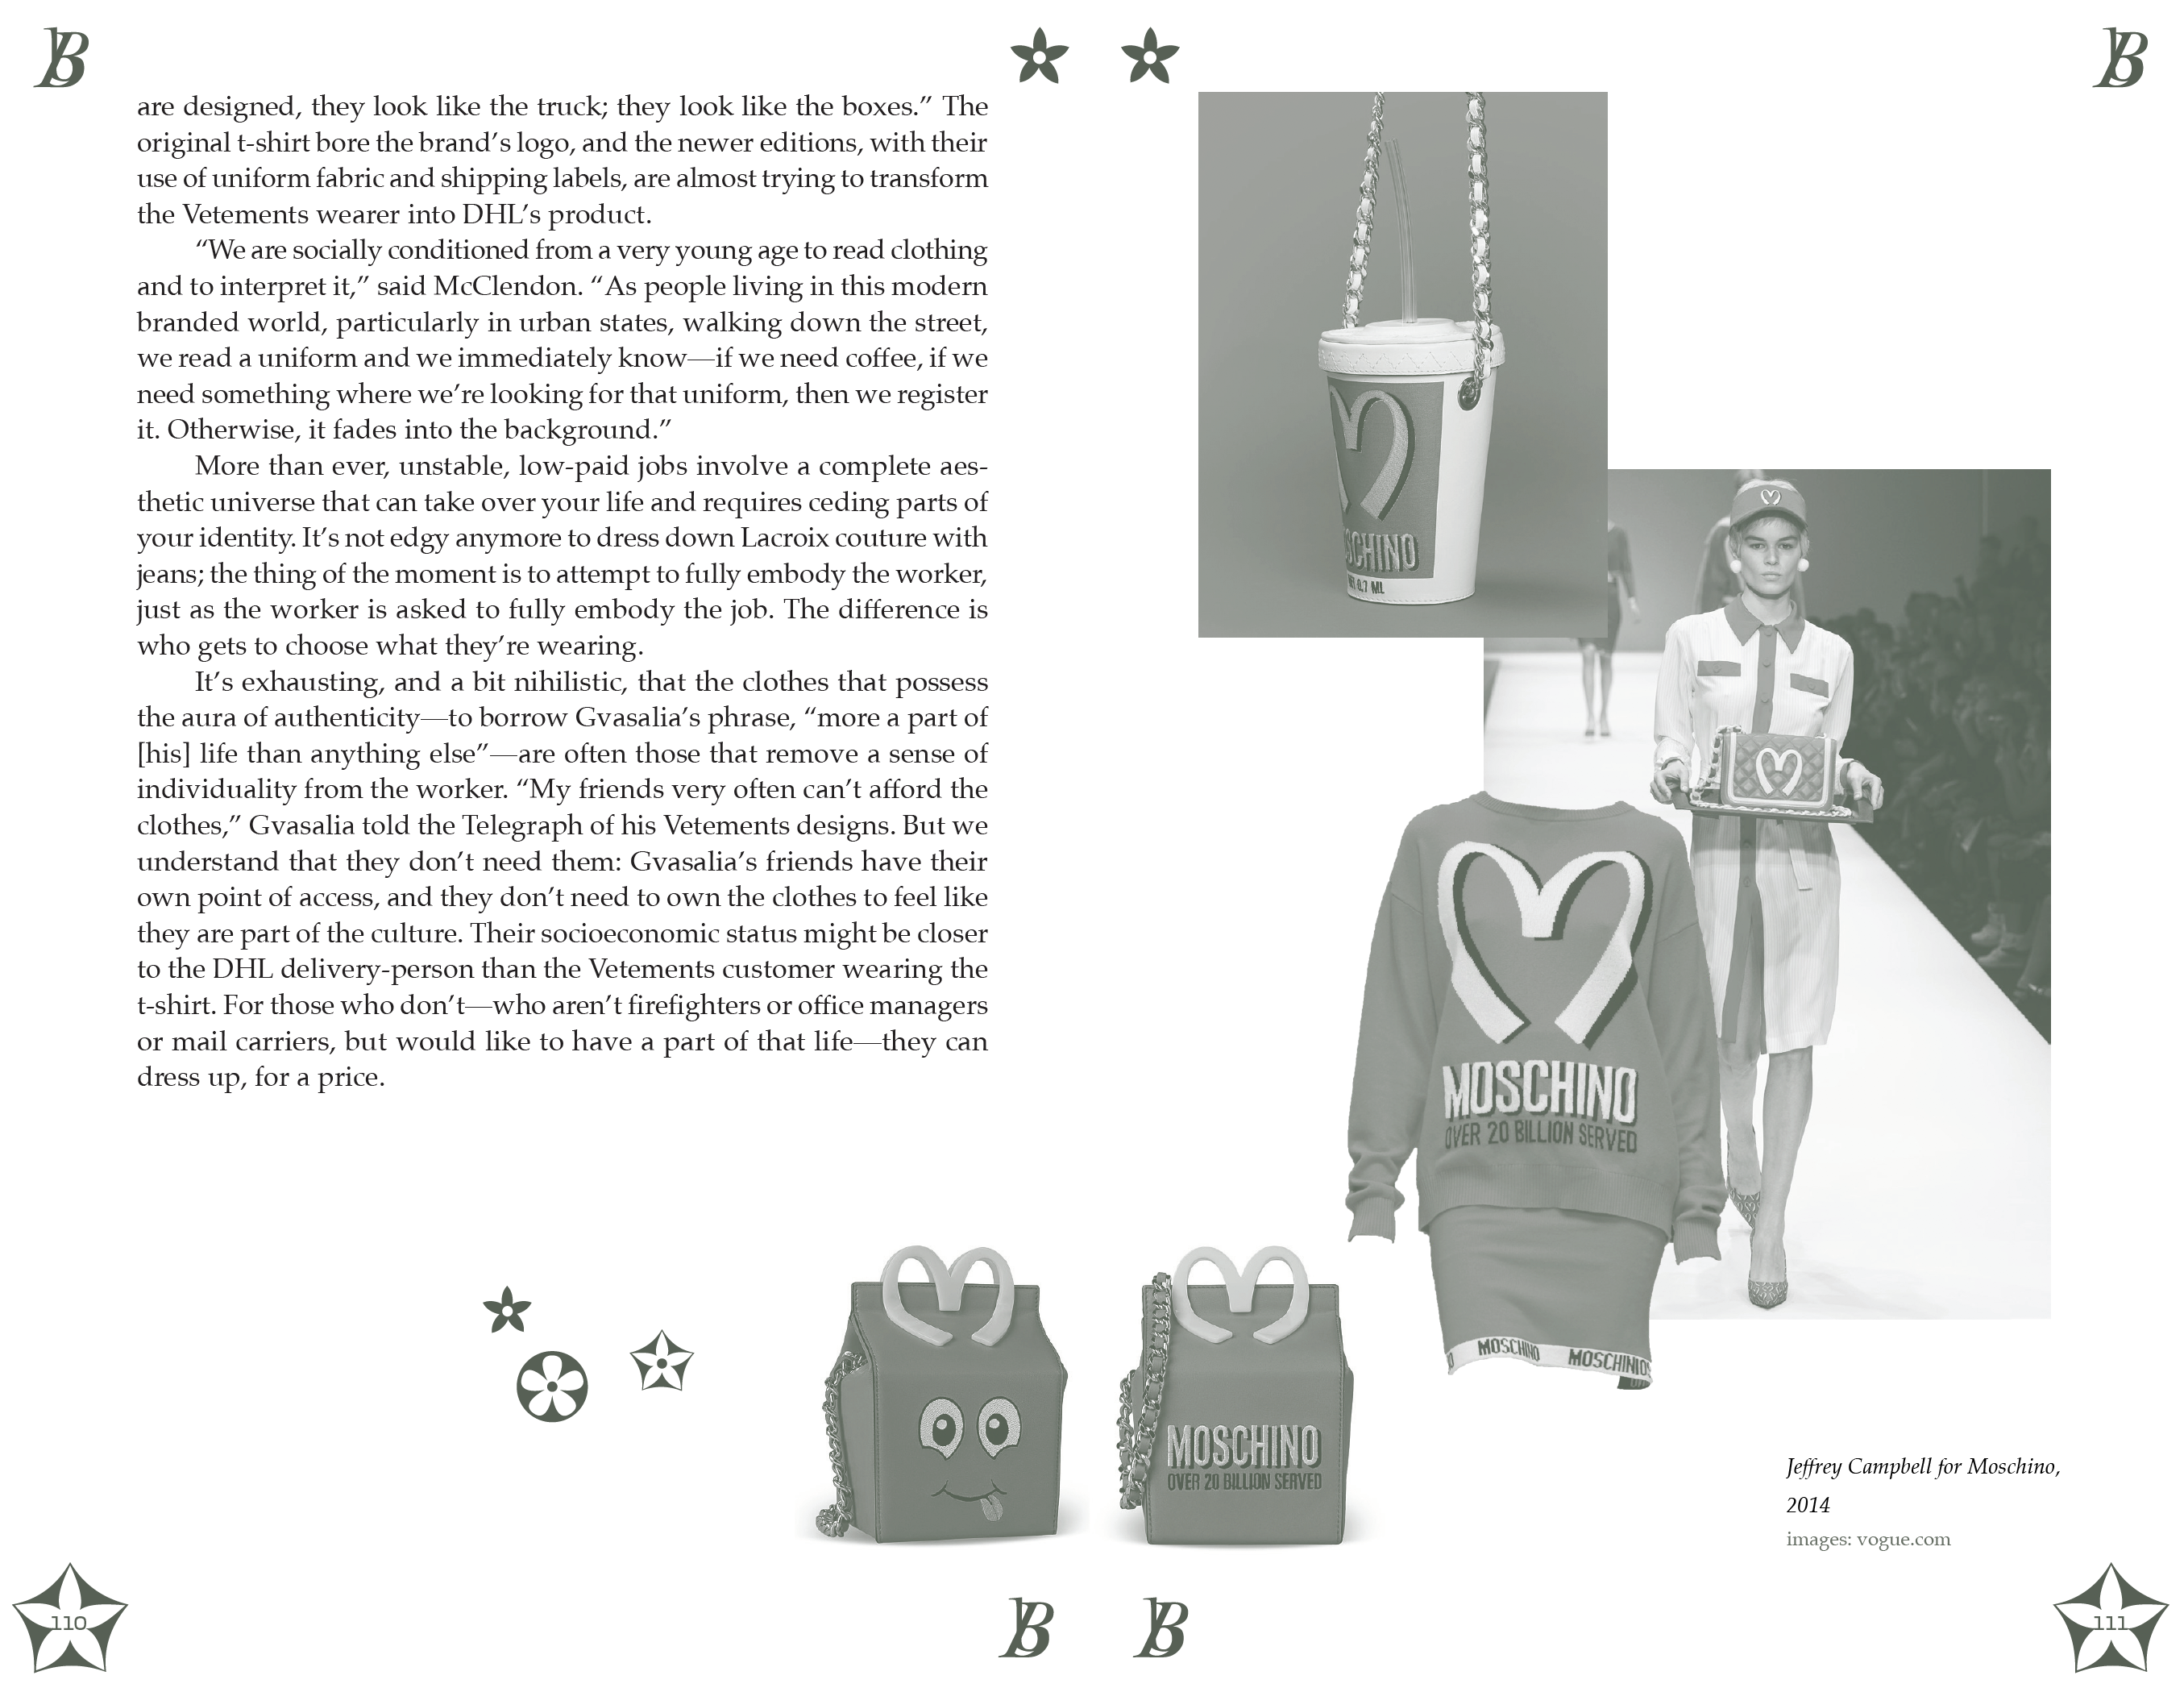 are designed, they look like the truck; they look like the boxes.” The
original t-shirt bore the brand’s logo, and the newer editions, with their
use of uniform fabric and shipping labels, are almost trying to transform
the Vetements wearer into DHL’s product.
“We are socially conditioned from a very young age to read clothing
and to interpret it,” said McClendon. “As people living in this modern
branded world, particularly in urban states, walking down the street,
we read a uniform and we immediately know—if we need coffee, if we
need something where we’re looking for that uniform, then we register
it. Otherwise, it fades into the background.”
More than ever, unstable, low-paid jobs involve a complete aes-
thetic universe that can take over your life and requires ceding parts of
your identity. It’s not edgy anymore to dress down Lacroix couture with
jeans; the thing of the moment is to attempt to fully embody the worker,
just as the worker is asked to fully embody the job. The difference is
who gets to choose what they’re wearing.
It’s exhausting, and a bit nihilistic, that the clothes that possess
the aura of authenticity—to borrow Gvasalia’s phrase, “more a part of
[his] life than anything else”—are often those that remove a sense of
individuality from the worker. “My friends very often can’t afford the
clothes,” Gvasalia told the Telegraph of his Vetements designs. But we
understand that they don’t need them: Gvasalia’s friends have their
own point of access, and they don’t need to own the clothes to feel like
they are part of the culture. Their socioeconomic status might be closer
to the DHL delivery-person than the Vetements customer wearing the
t-shirt. For those who don’t—who aren’t firefighters or office managers
or mail carriers, but would like to have a part of that life—they can
dress up, for a price.
110
B
B
OSCHINO
0,7 ML
MOSCHINO
OVER 20 BILLION SERVED
MOSCHINO
MOSCHINO
MOSCHINO
OVER 20 BILLION SERVED
Jeffrey Campbell for Moschino,
2014
images: vogue.com
B
B
111